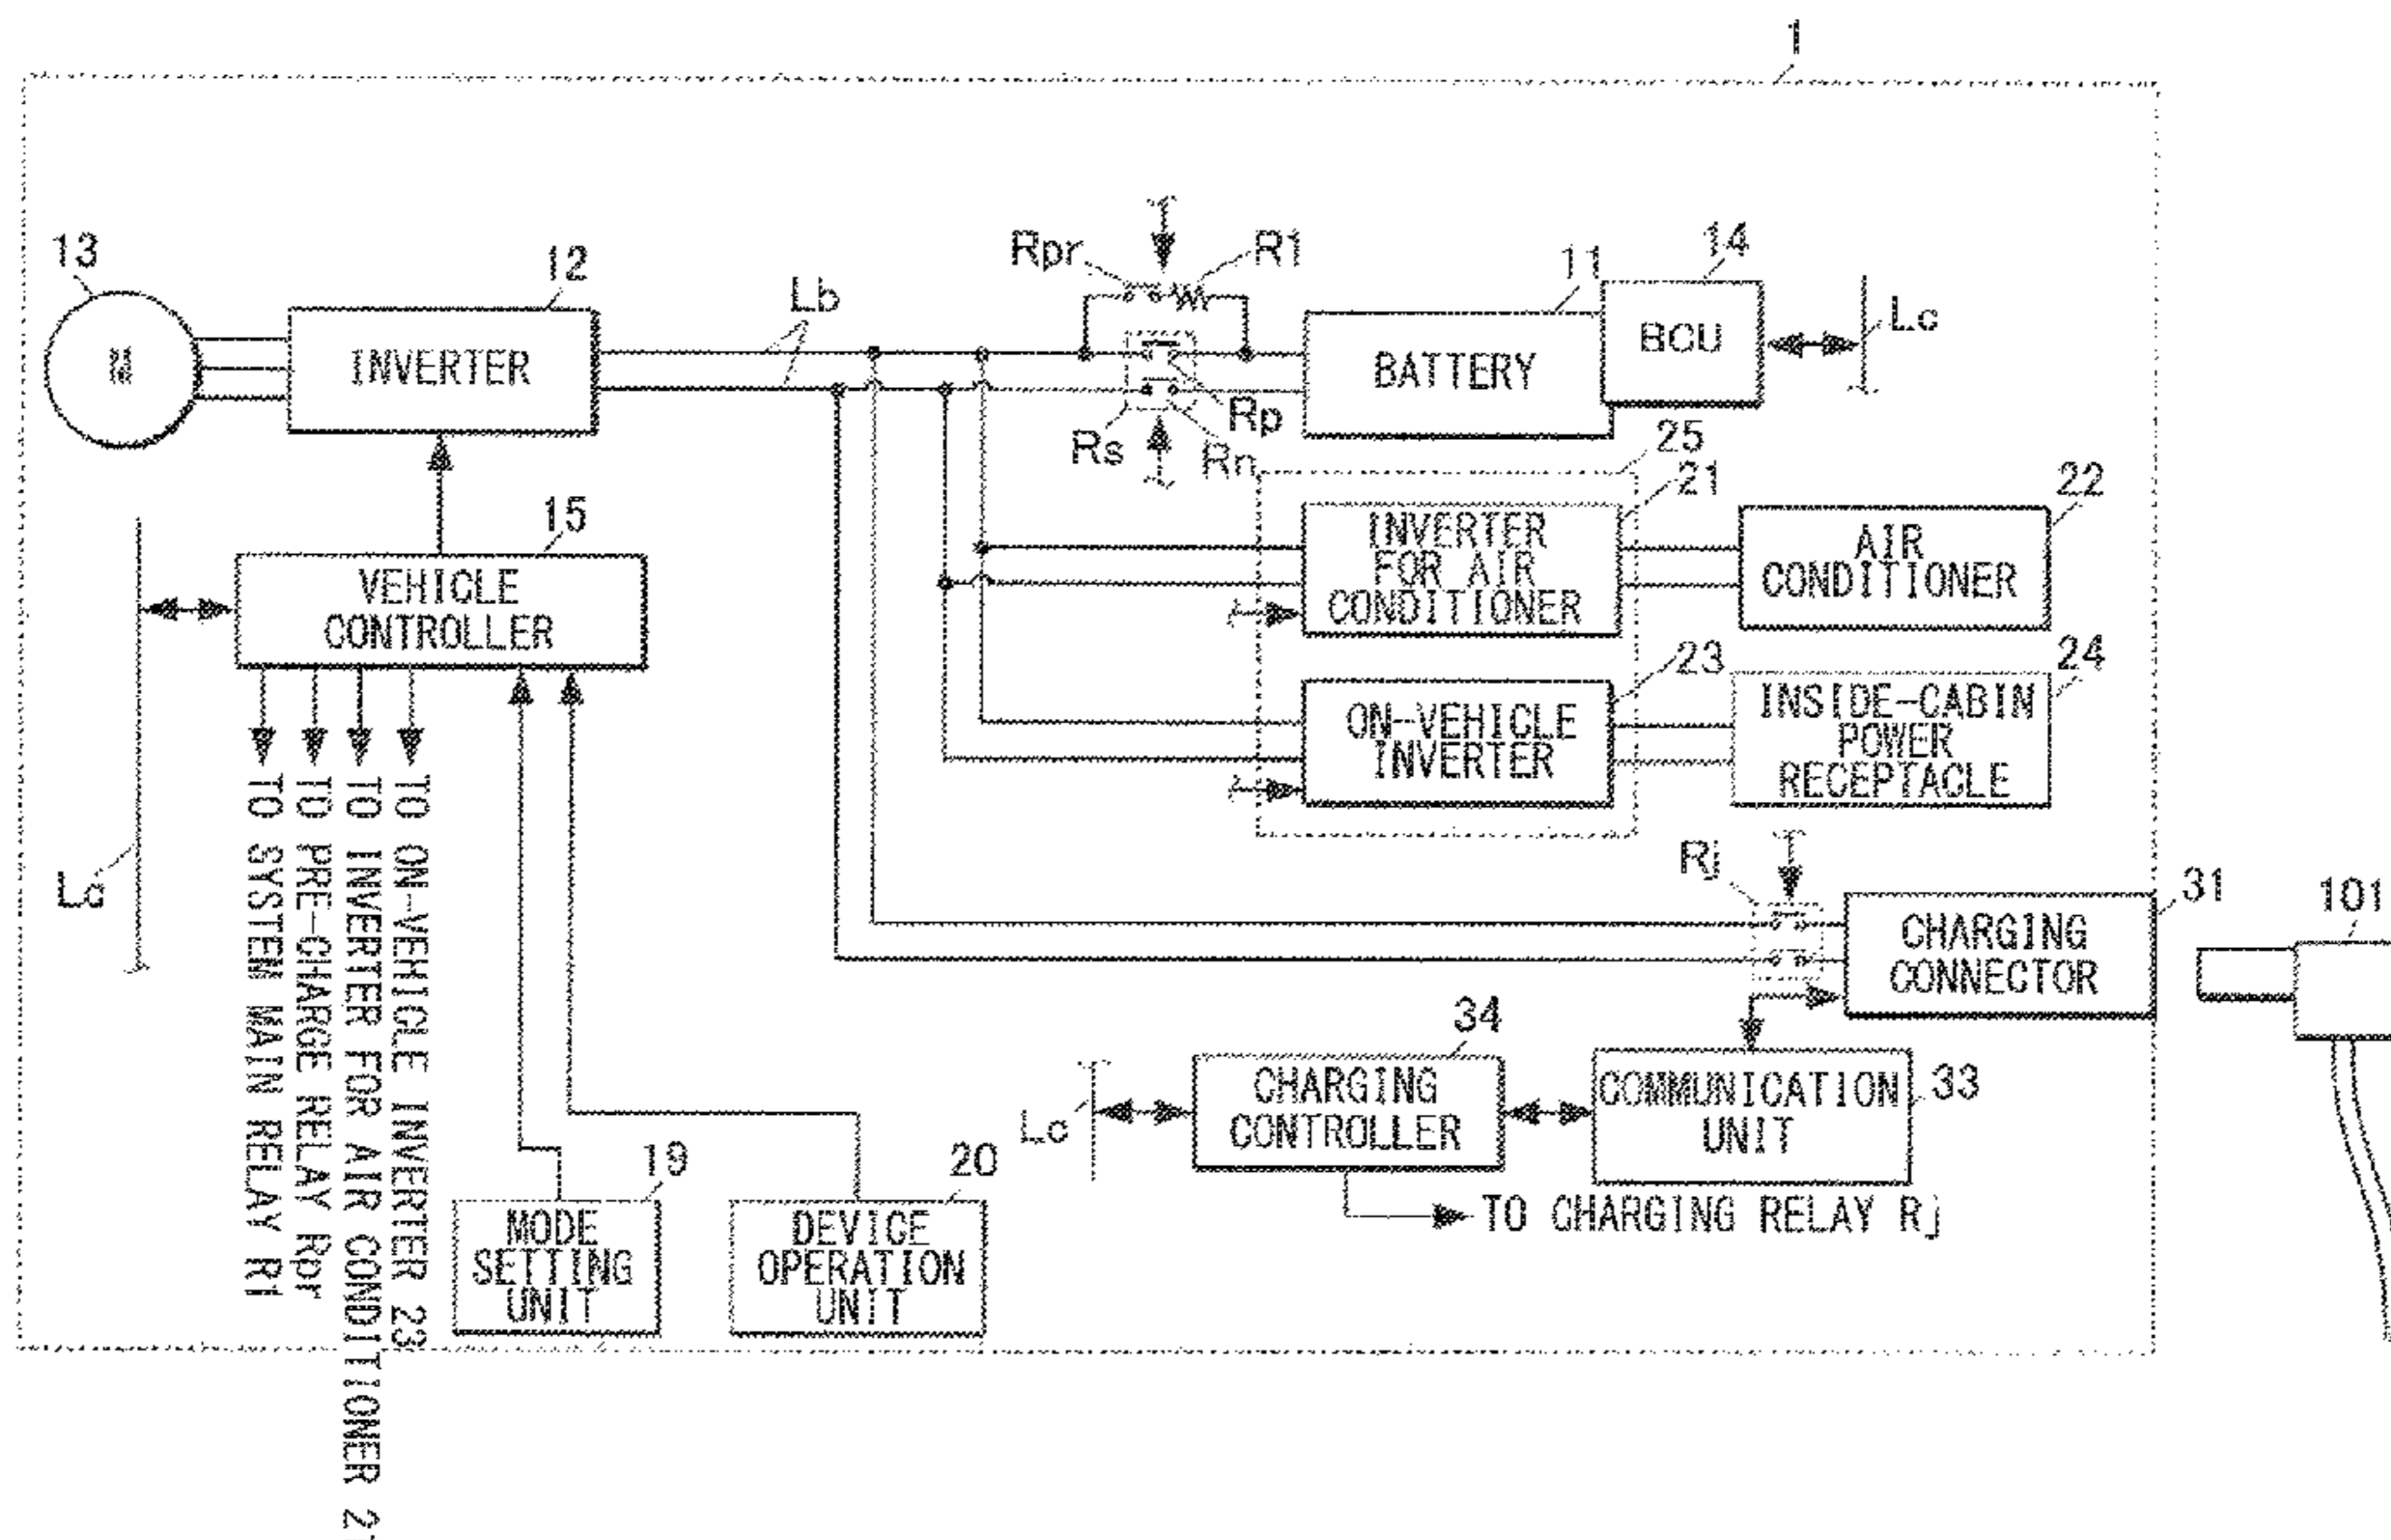 1
13
12
Lb
Rpr
R1
11
14
Lc
M
INVERTER
BATTERY
BCU
Rs
Rp
Rn
25
21
22
15
VEHICLE
CONTROLLER
INVERTER
FOR AIR
CONDITIONER
AIR
CONDITIONER
23
24
ON-VEHICLE
INVERTER
INSIDE-CABIN
POWER
RECEPTACLE
Lc
TO SYSTEM MAIN RELAY R1
TO PRE-CHARGE RELAY Rpr
TO INVERTER FOR AIR CONDITIONER 21
TO ON-VEHICLE INVERTER 23
Rj
31
101
CHARGING
CONNECTOR
34
33
Lc
CHARGING
CONTROLLER
COMMUNICATION
UNIT
TO CHARGING RELAY Rj
19
20
MODE
SETTING
UNIT
DEVICE
OPERATION
UNIT